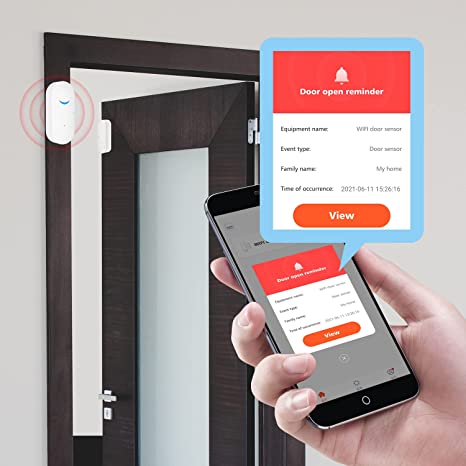 Door open reminder
Equipment name: WIFI door sensor
Event type: Door sensor
Family name: My home
Time of occurrence: 2021-06-11 15:26:16
View
Door open reminder
Equipment name: WIFI door sensor
Event type: Door sensor
Family name: My home
Time of occurrence: 2021-06-11 15:26:16
View